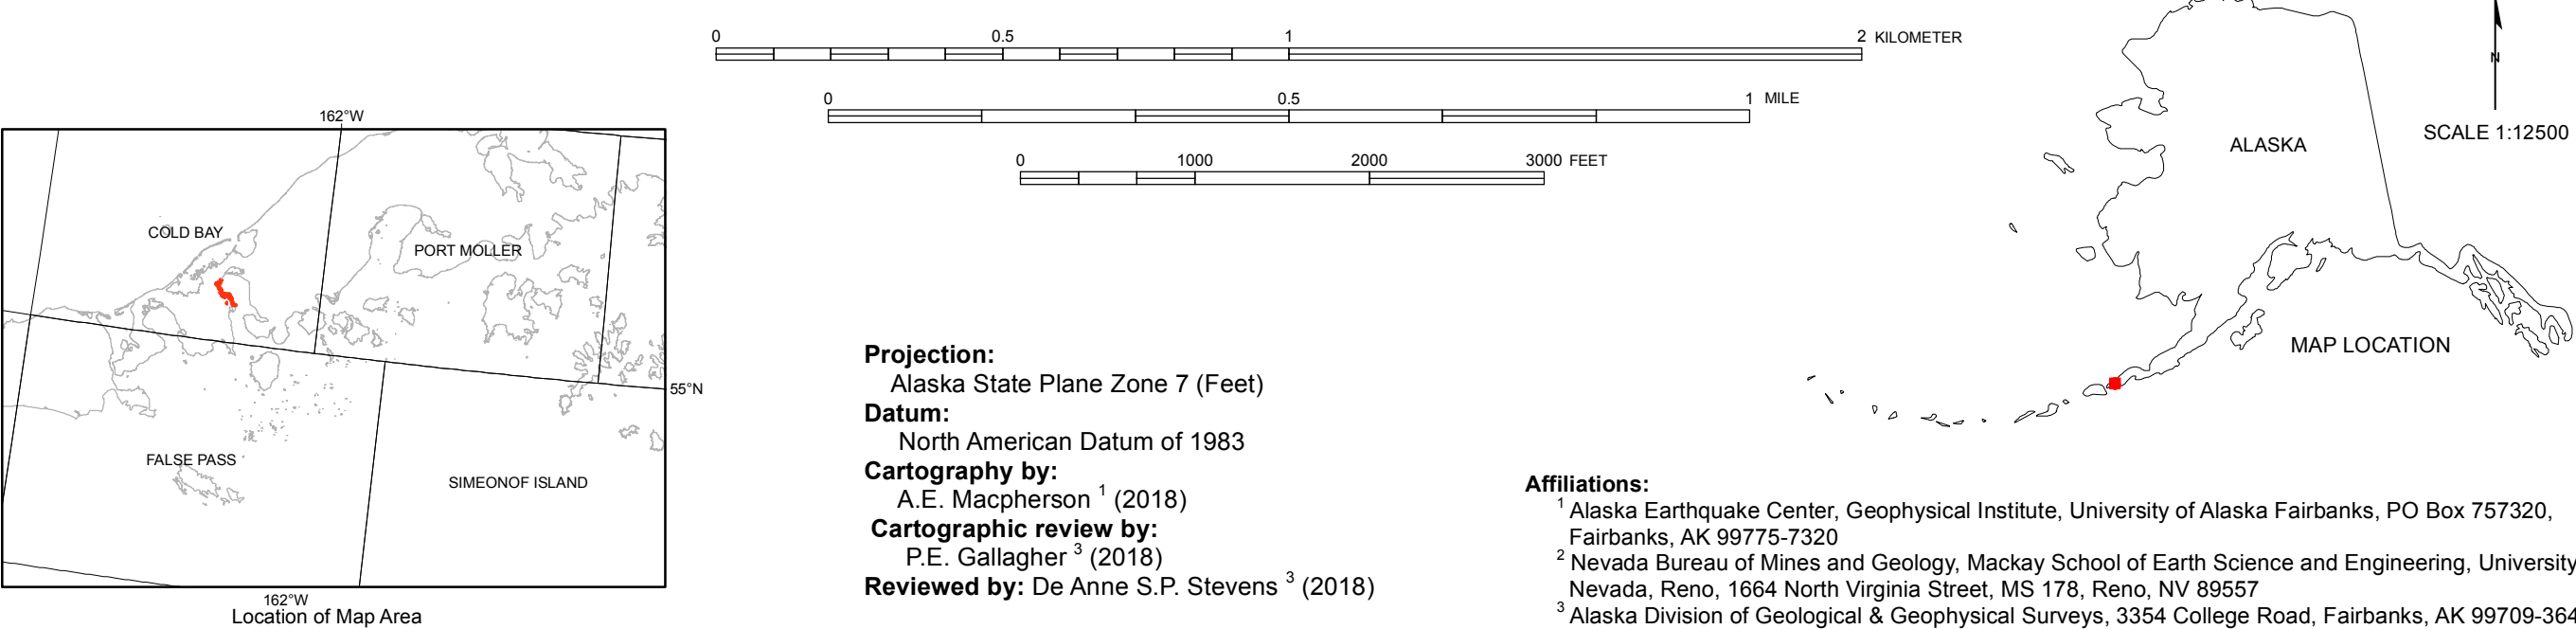 0 0.5 1 2 KILOMETER
0 0.5 1 MILE
0 1000 2000 3000 FEET
162°W
COLD BAY
PORT MOLLER
55°N
FALSE PASS
SIMEONOF ISLAND
162°W
Location of Map Area
Projection:
Alaska State Plane Zone 7 (Feet)
Datum:
North American Datum of 1983
Cartography by:
A.E. Macpherson 1 (2018)
Cartographic review by:
P.E. Gallagher 3 (2018)
Reviewed by: De Anne S.P. Stevens 3 (2018)
N
SCALE 1:12500
ALASKA
MAP LOCATION
Affiliations:
1 Alaska Earthquake Center, Geophysical Institute, University of Alaska Fairbanks, PO Box 757320,
Fairbanks, AK 99775-7320
2 Nevada Bureau of Mines and Geology, Mackay School of Earth Science and Engineering, University
Nevada, Reno, 1664 North Virginia Street, MS 178, Reno, NV 89557
3 Alaska Division of Geological & Geophysical Surveys, 3354 College Road, Fairbanks, AK 99709-364